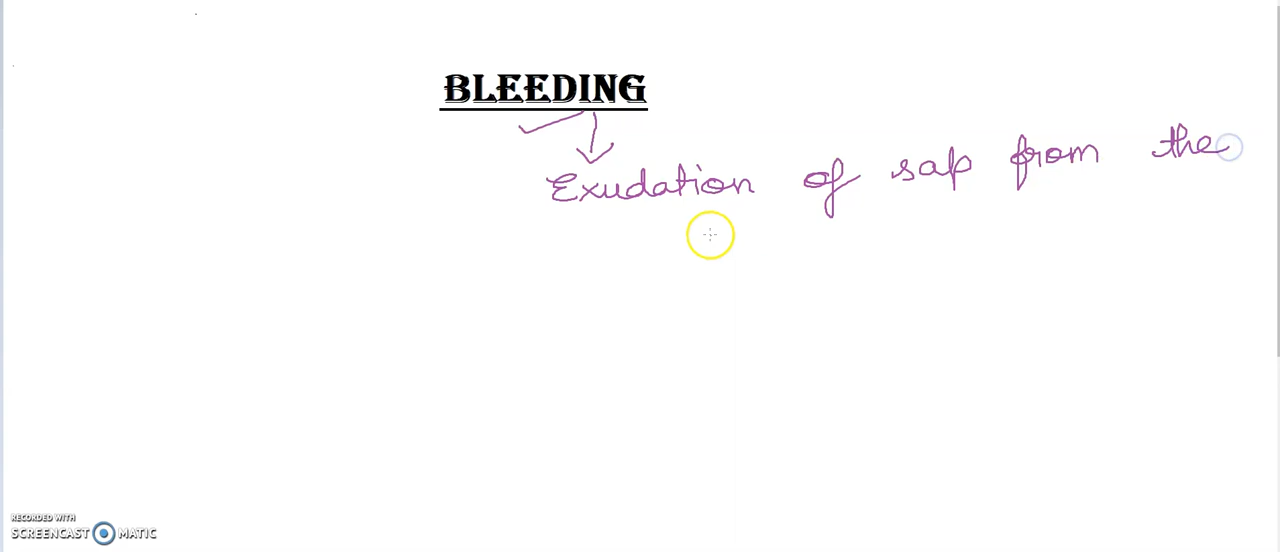 BLEEDING
Exudation of sap from the
RECORDED WITH
SCREENCAST MATIC